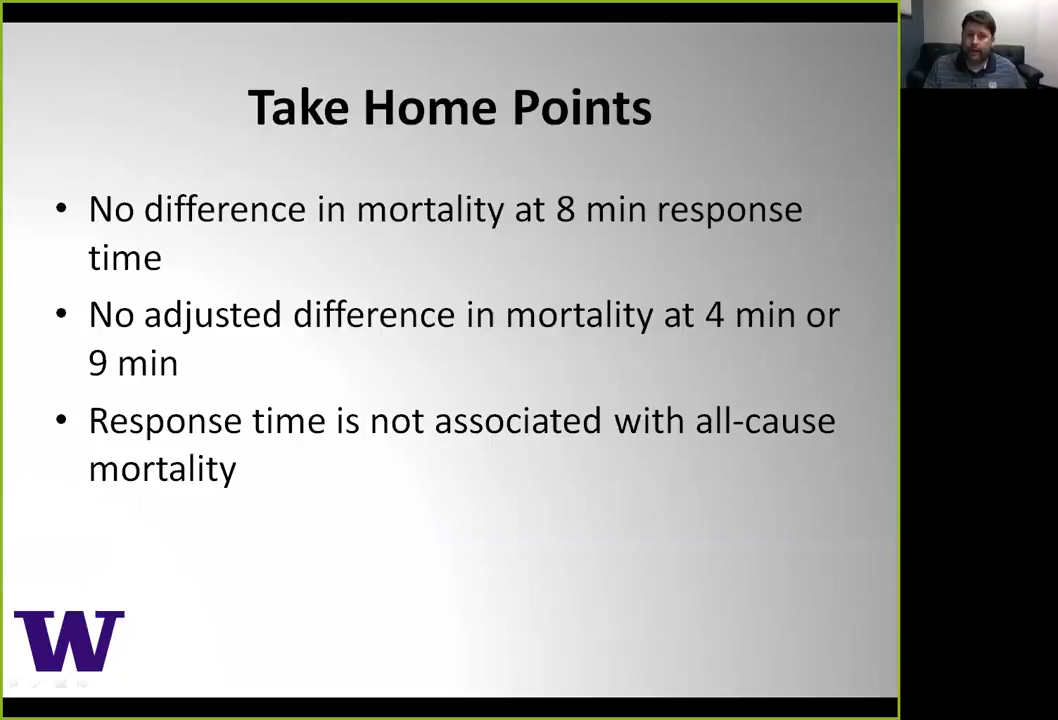 Take Home Points
• No difference in mortality at 8 min response
time
• No adjusted difference in mortality at 4 min or
9 min
• Response time is not associated with all-cause
mortality
W